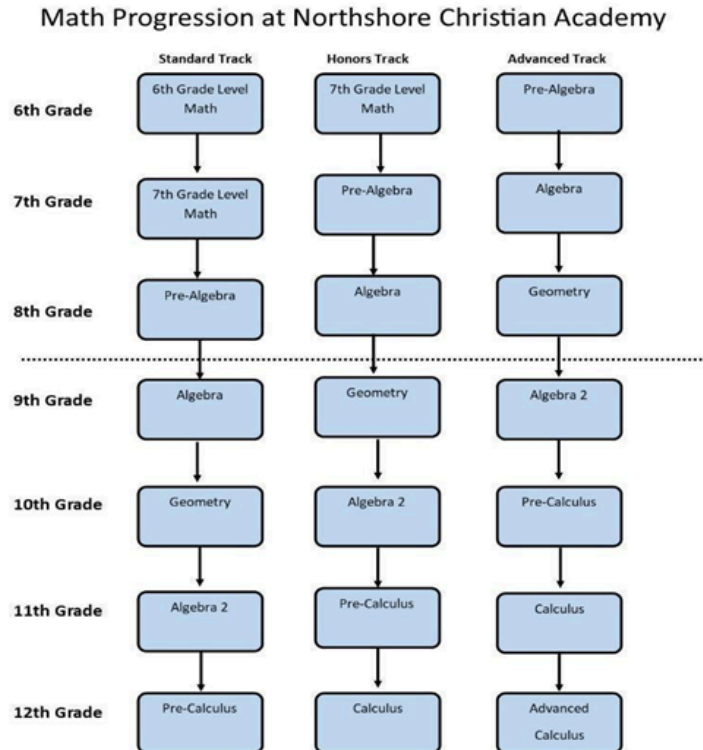 Math Progression at Northshore Christian Academy
Standard Track
Honors Track
Advanced Track
6th Grade
6th Grade Level
Math
7th Grade Level
Math
Pre-Algebra
7th Grade
7th Grade Level
Math
Pre-Algebra
Algebra
8th Grade
Pre-Algebra
Algebra
Geometry
9th Grade
Algebra
Geometry
Algebra 2
10th Grade
Geometry
Algebra 2
Pre-Calculus
11th Grade
Algebra 2
Pre-Calculus
Calculus
12th Grade
Pre-Calculus
Calculus
Advanced
Calculus